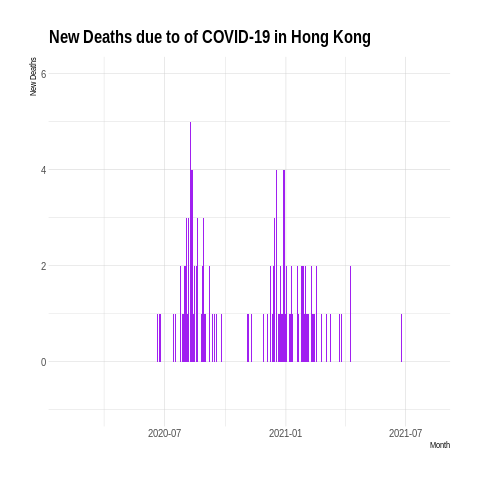 New Deaths due to of COVID-19 in Hong Kong
New Deaths
6
4
2
0
2020-07
2021-01
2021-07
Month